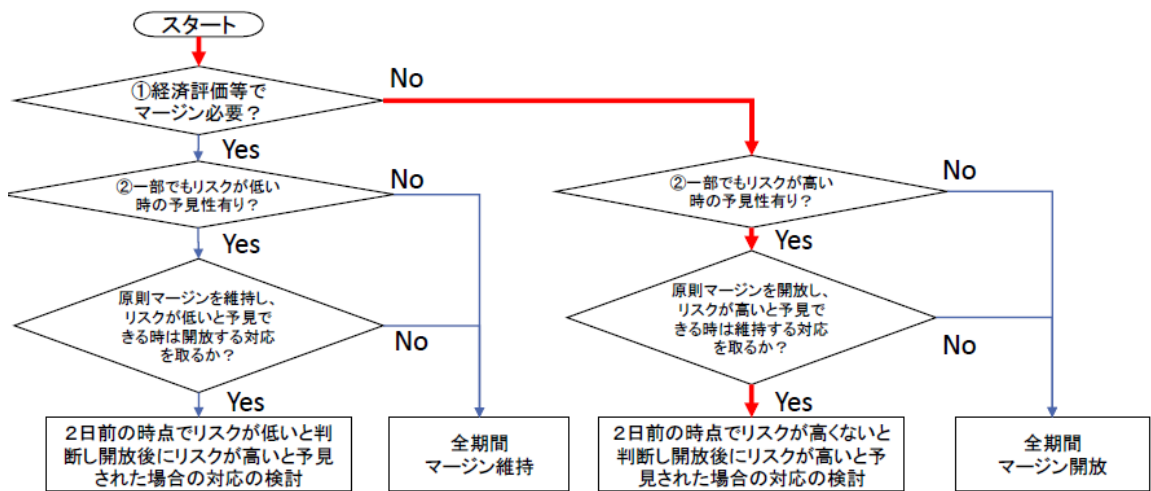 スタート
①経済評価等で
マージン必要？
No
Yes
②一部でもリスクが低い
時の予見性有り？
No
Yes
原則マージンを維持し、
リスクが低いと予見で
きる時は開放する対応
を取るか？
No
Yes
2日前の時点でリスクが低いと判
断し開放後にリスクが高いと予見
された場合の対応の検討
全期間
マージン維持
②一部でもリスクが高い
時の予見性有り？
No
Yes
原則マージンを開放し、
リスクが高いと予見で
きる時は維持する対応
を取るか？
No
Yes
2日前の時点でリスクが高くないと
判断し開放後にリスクが高いと予
見された場合の対応の検討
全期間
マージン開放